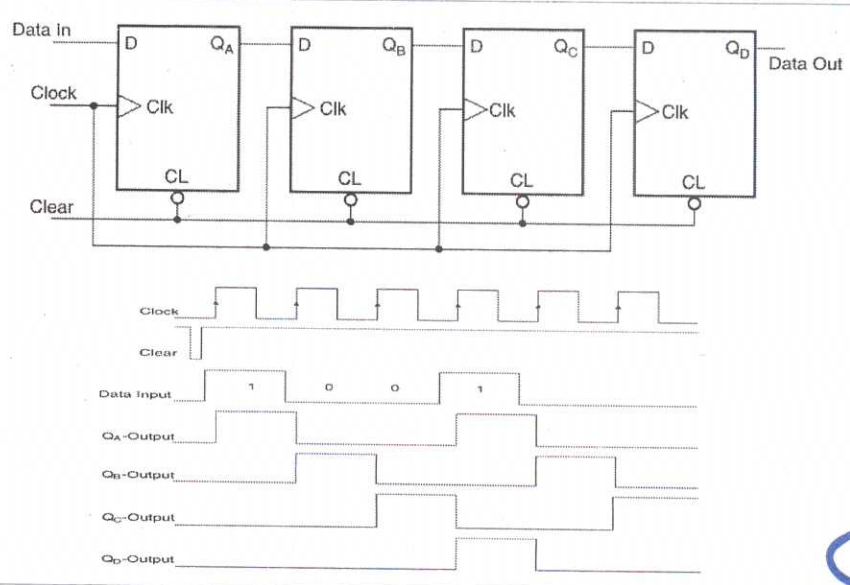 Data In
D QA D QB D QC D QD
Data Out
Clock
Clk Clk Clk Clk
CL CL CL CL
Clear
Clock
Clear
Data Input 1 0 0 1
QA-Output
QB-Output
QC-Output
QD-Output